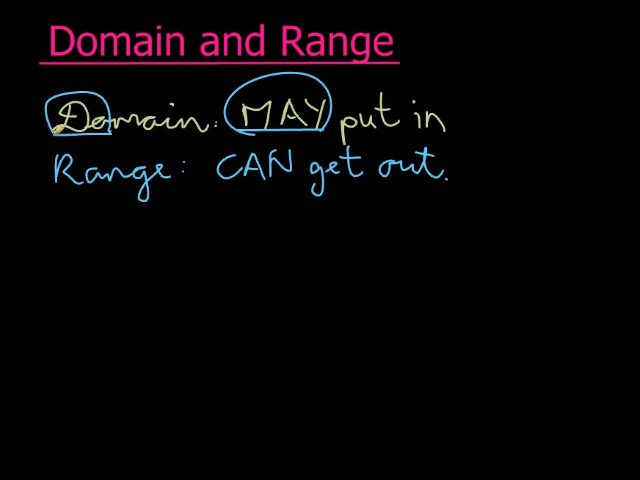 Domain and Range
Domain: MAY put in
Range: CAN get out.